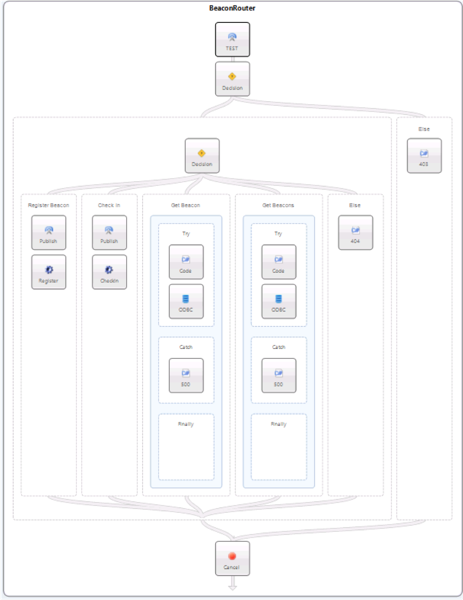 BeaconRouter
TEST
Decision
Else
403
Decision
Register Beacon
Check In
Get Beacon
Get Beacons
Else
Publish
Publish
Try
Try
404
Code
Code
Register
CheckIn
ODBC
ODBC
Catch
Catch
500
500
Finally
Finally
Cancel